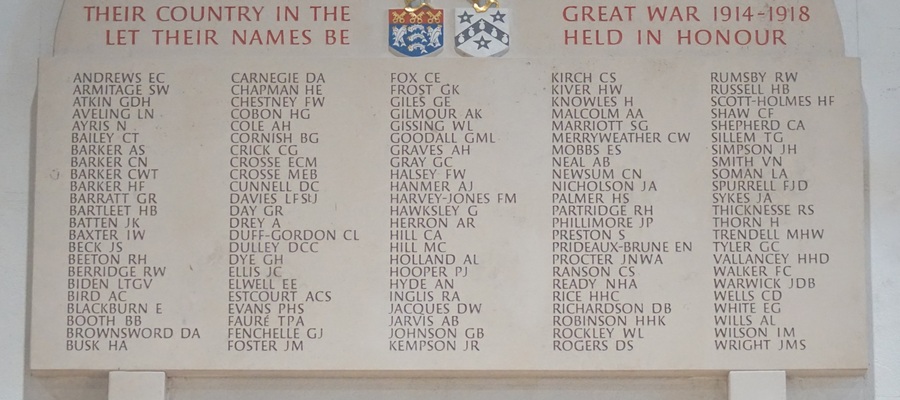 THEIR COUNTRY IN THE
LET THEIR NAMES BE
GREAT WAR 1914-1918
HELD IN HONOUR
ANDREWS EC
ARMITAGE SW
ATKIN GDH
AVELING LN
AYRIS N
BAILEY CT
BARKER AS
BARKER CN
BARKER CWT
BARKER HF
BARRATT GR
BARTLEET HB
BATTEN JK
BAXTER IW
BECK JS
BEETON RH
BERRIDGE RW
BIDEN LTGV
BIRD AC
BLACKBURN E
BOOTH BB
BROWNSWORD DA
BUSK HA
CARNEGIE DA
CHAPMAN HE
CHESTNEY FW
COBON HG
COLE AH
CORNISH BG
CRICK CG
CROSSE ECM
CROSSE MEB
CUNNELL DC
DAVIES LFSIJ
DAY GR
DREY A
DUFF-GORDON CL
DULLEY DCC
DYE GH
ELLIS JC
ELWELL EE
ESTCOURT ACS
EVANS PHS
FAURÉ TPA
FENCHELLE GJ
FOSTER JM
FOX CE
FROST GK
GILES GE
GILMOUR AK
GISSING WL
GOODALL GML
GRAVES AH
GRAY GC
HALSEY FW
HANMER AJ
HARVEY-JONES FM
HAWKSLEY G
HERRON AR
HILL CA
HILL MC
HOLLAND AL
HOOPER PJ
HYDE AN
INGLIS RA
JACQUES DW
JARVIS AB
JOHNSON GB
KEMPSON JR
KIRCH CS
KIVER HW
KNOWLES H
MALCOLM AA
MARRIOTT SG
MERRYWEATHER CW
MOBBS ES
NEAL AB
NEWSUM CN
NICHOLSON JA
PALMER HS
PARTRIDGE RH
PHILLIMORE JP
PRESTON S
PRIDEAUX-BRUNE EN
PROCTER JNWA
RANSON CS
READY NHA
RICE HHC
RICHARDSON DB
ROBINSON HHK
ROCKLEY WL
ROGERS DS
RUMSBY RW
RUSSELL HB
SCOTT-HOLMES HF
SHAW CF
SHEPHERD CA
SILLEM TG
SIMPSON JH
SMITH VN
SOMAN LA
SPURRELL FJD
SYKES JA
THICKNESSE RS
THORN H
TRENDELL MHW
TYLER GC
VALLANCEY HHD
WALKER FC
WARWICK JDB
WELLS CD
WHITE EG
WILLS AL
WILSON IM
WRIGHT JMS